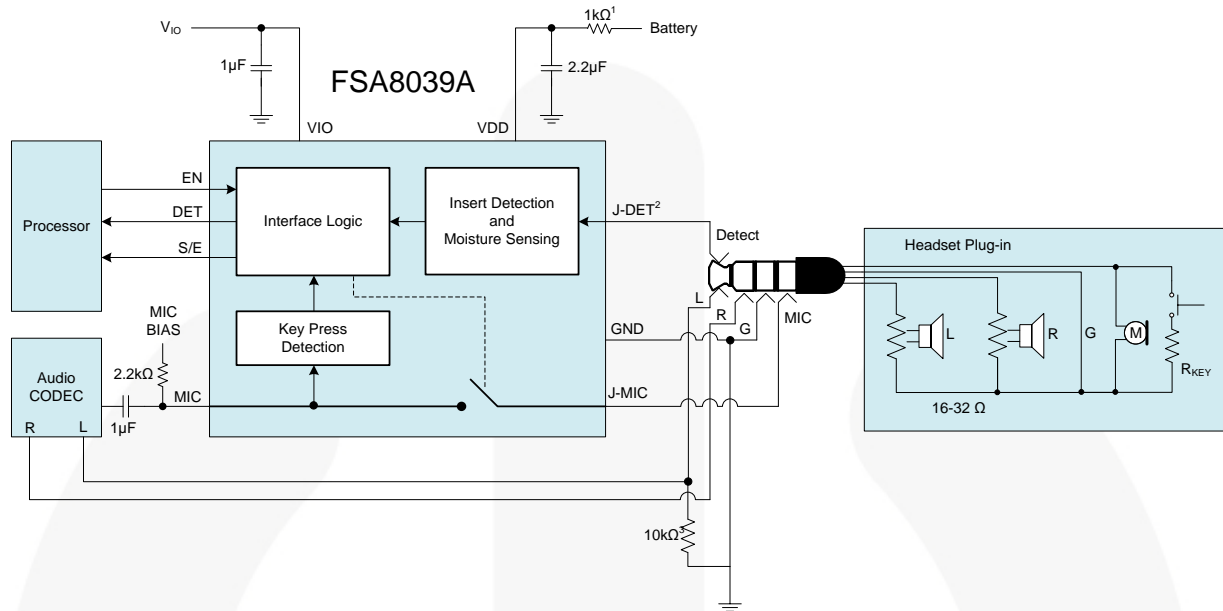 1kΩ¹
V_IO
Battery
1µF
2.2µF
FSA8039A
VIO
VDD
Processor
EN
DET
S/E
Interface Logic
Insert Detection
and
Moisture Sensing
J-DET²
Detect
Headset Plug-in
L
R
G
MIC
L
R
G
M
R_KEY
16-32 Ω
Key Press
Detection
GND
MIC
BIAS
2.2kΩ
Audio
CODEC
MIC
J-MIC
1µF
R
L
10kΩ³